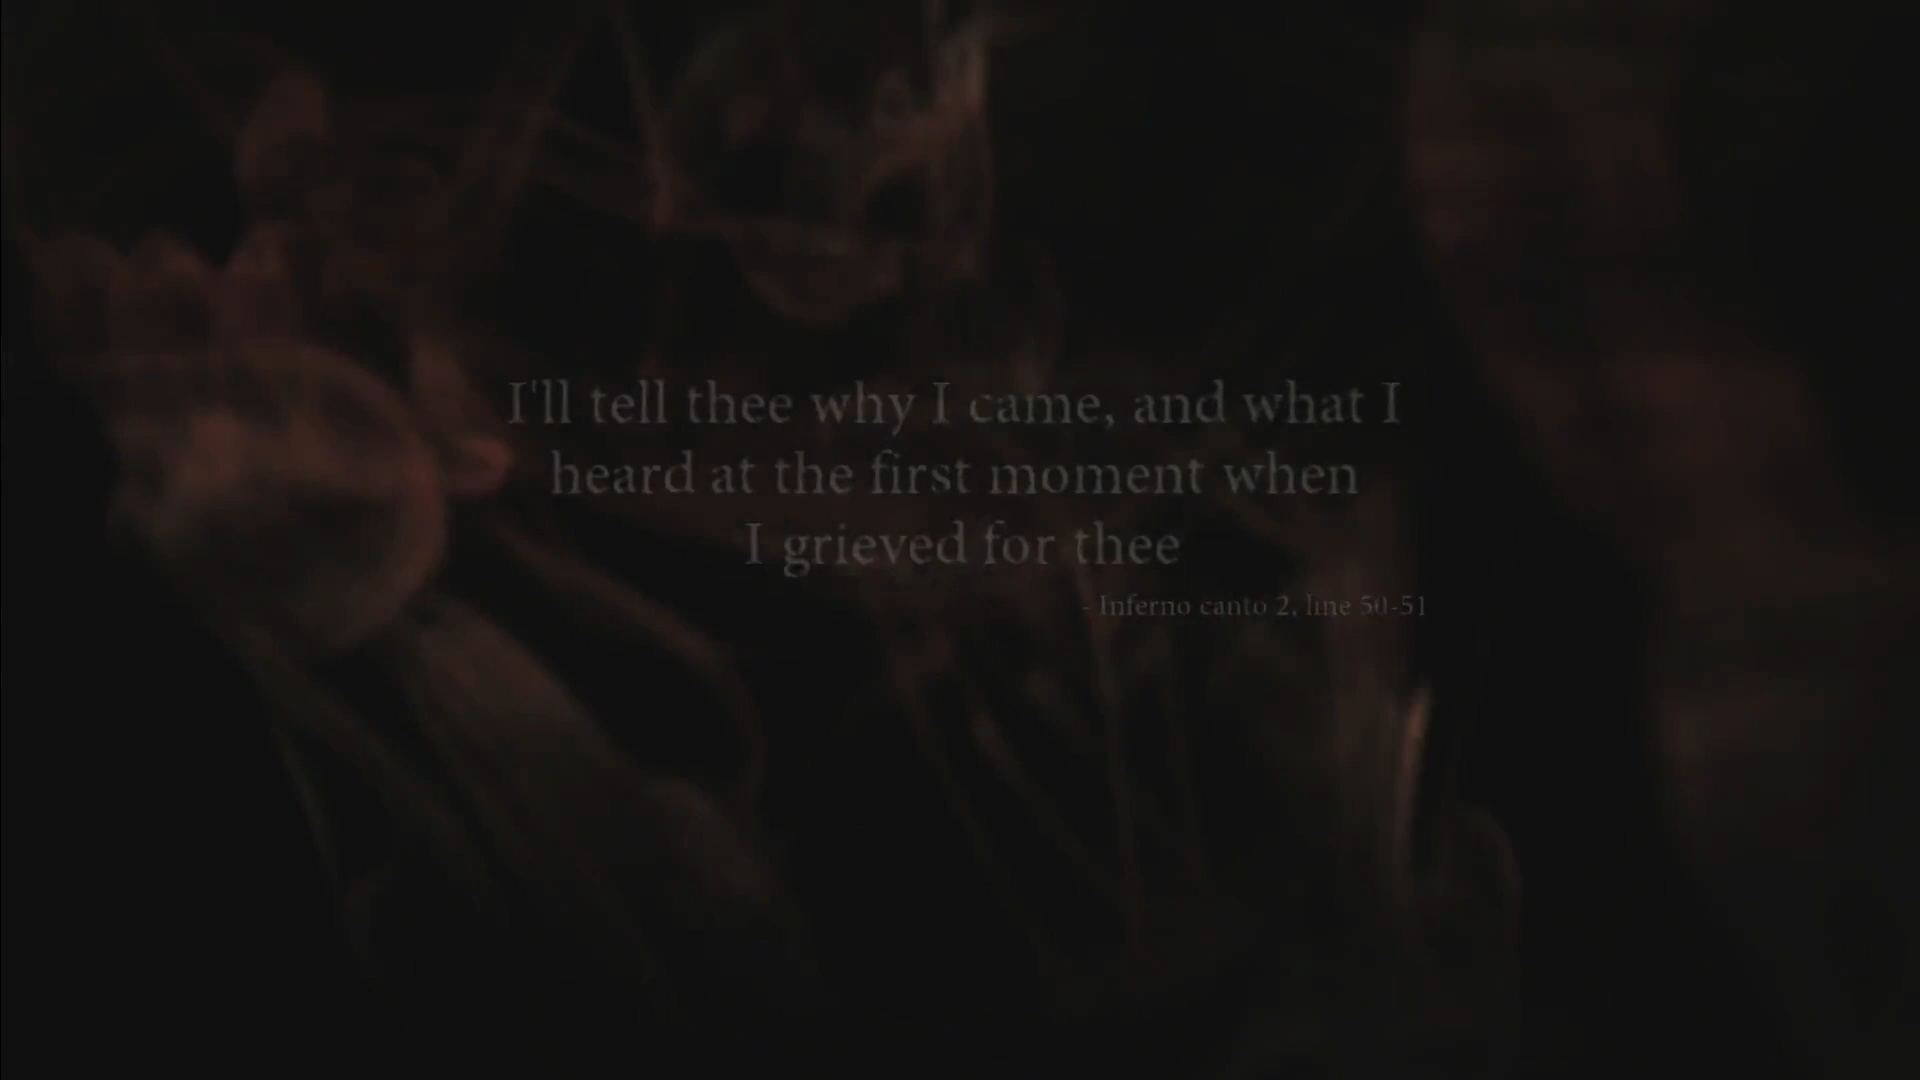 I'll tell thee why I came, and what I
heard at the first moment when
I grieved for thee
- Inferno canto 2, line 50-51